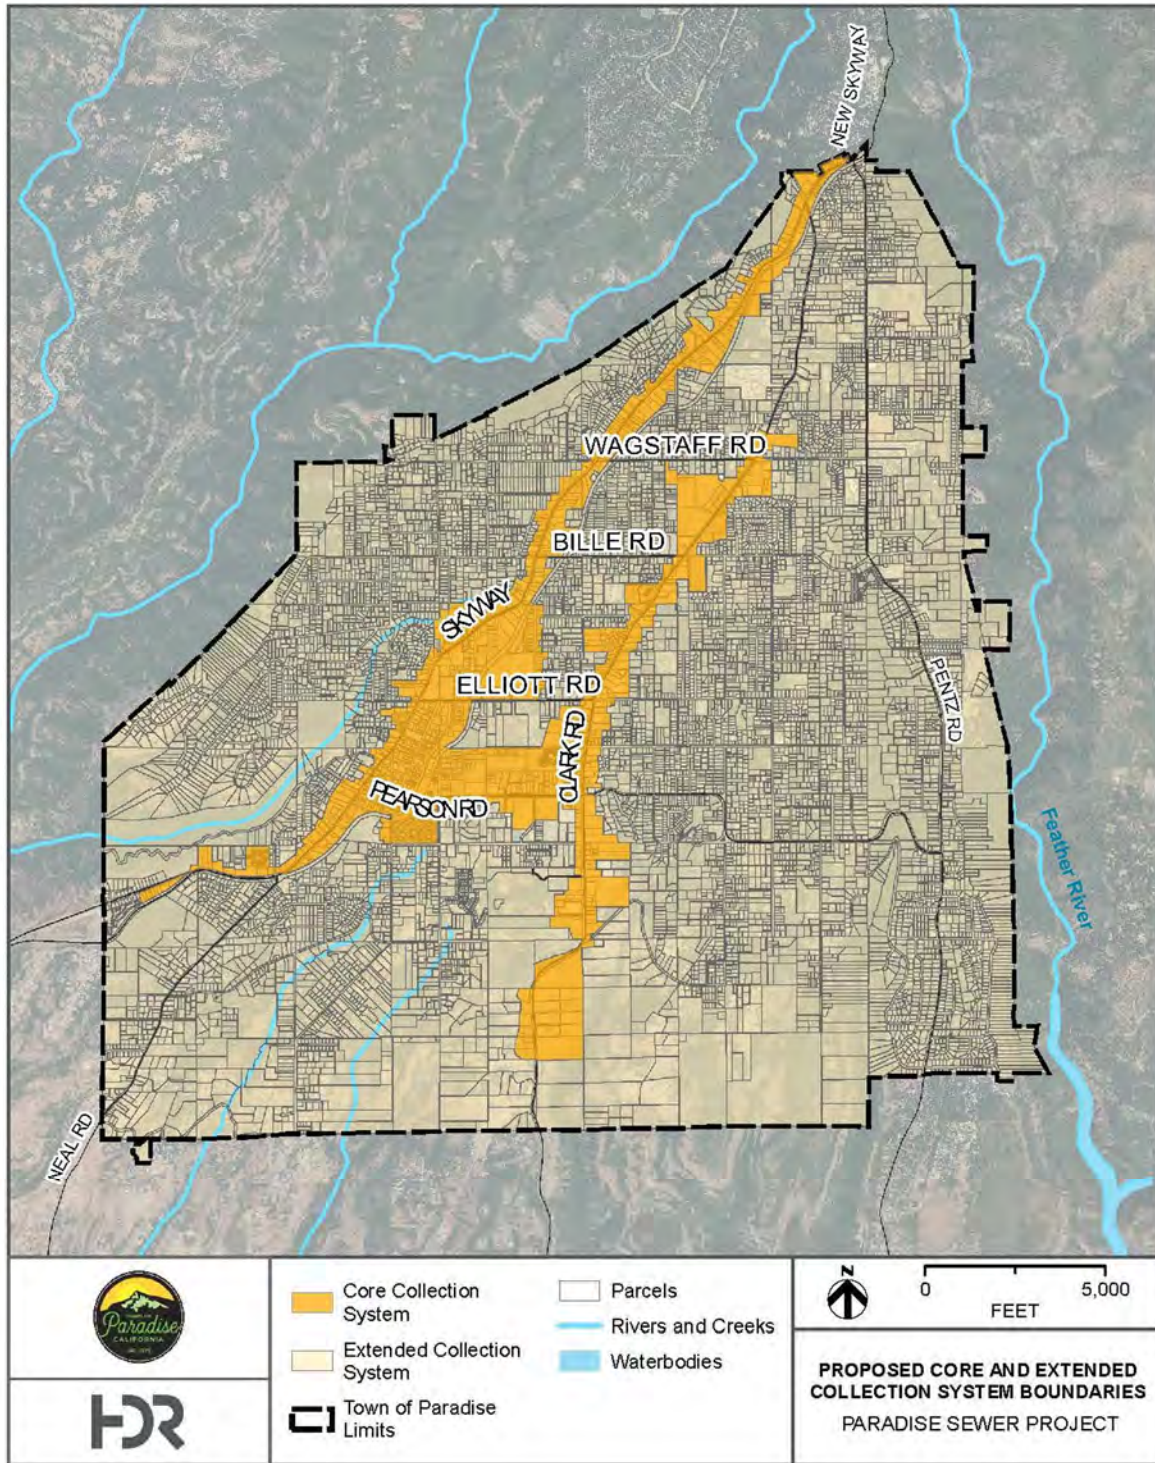 NEW SKYWAY
WAGSTAFF RD
BILLE RD
SKYWAY
ELLIOTT RD
PENTZ RD
CLARK RD
PEARSON RD
Feather River
NEAL RD
Paradise
CALIFORNIA
HDR
Core Collection
System
Extended Collection
System
Town of Paradise
Limits
Parcels
Rivers and Creeks
Waterbodies
N
0
5,000
FEET
PROPOSED CORE AND EXTENDED
COLLECTION SYSTEM BOUNDARIES
PARADISE SEWER PROJECT